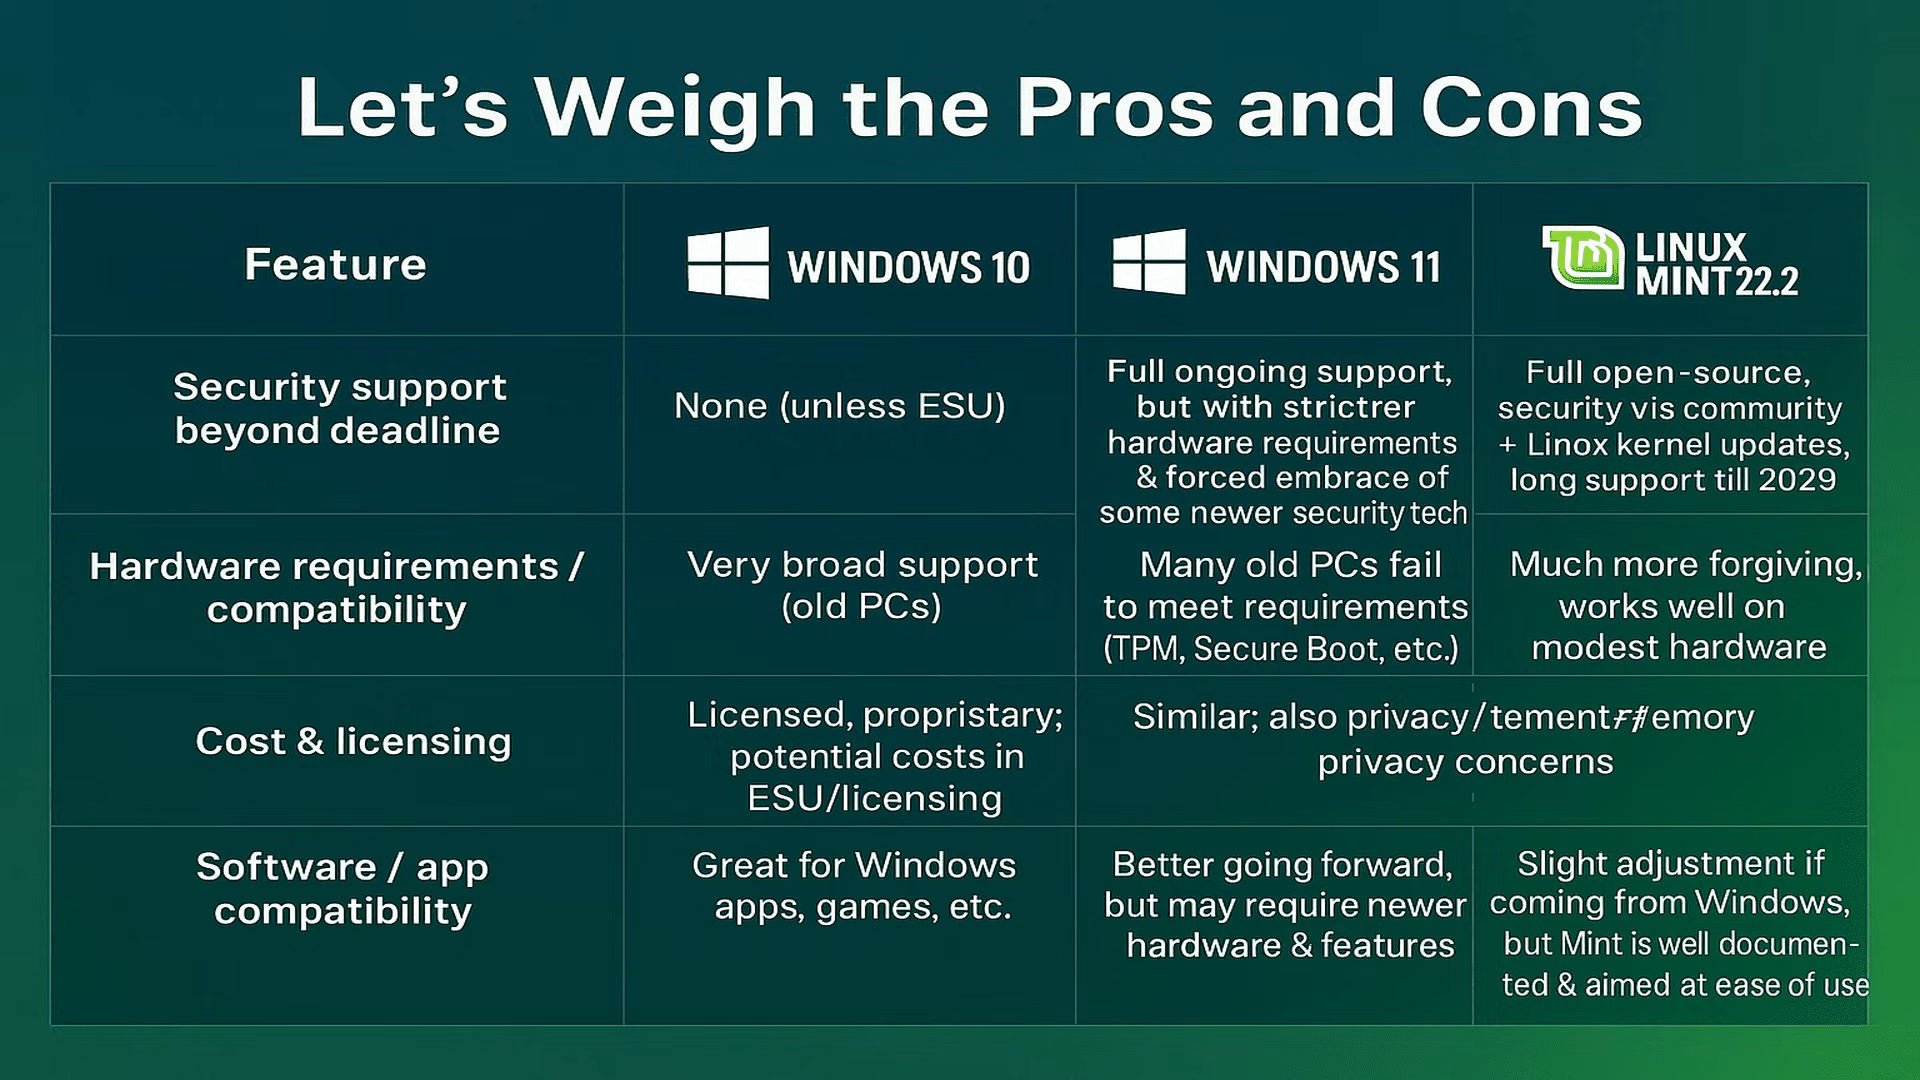 Let's Weigh the Pros and Cons
Feature
WINDOWS 10
WINDOWS 11
LINUX
MINT 22.2
Security support
beyond deadline
None (unless ESU)
Full ongoing support,
but with strictrer
hardware requirements
& forced embrace of
some newer security tech
Full open-source,
security vis commurity
+ Linox kernel updates,
long support till 2029
Hardware requirements /
compatibility
Very broad support
(old PCs)
Many old PCs fail
to meet requirements
(TPM, Secure Boot, etc.)
Much more forgiving,
works well on
modest hardware
Cost & licensing
Licensed, propristary;
potential costs in
ESU/licensing
Similar; also privacy/
privacy concerns
Software / app
compatibility
Great for Windows
apps, games, etc.
Better going forward,
but may require newer
hardware & features
Slight adjustment if
coming from Windows,
but Mint is well documen-
ted & aimed at ease of use